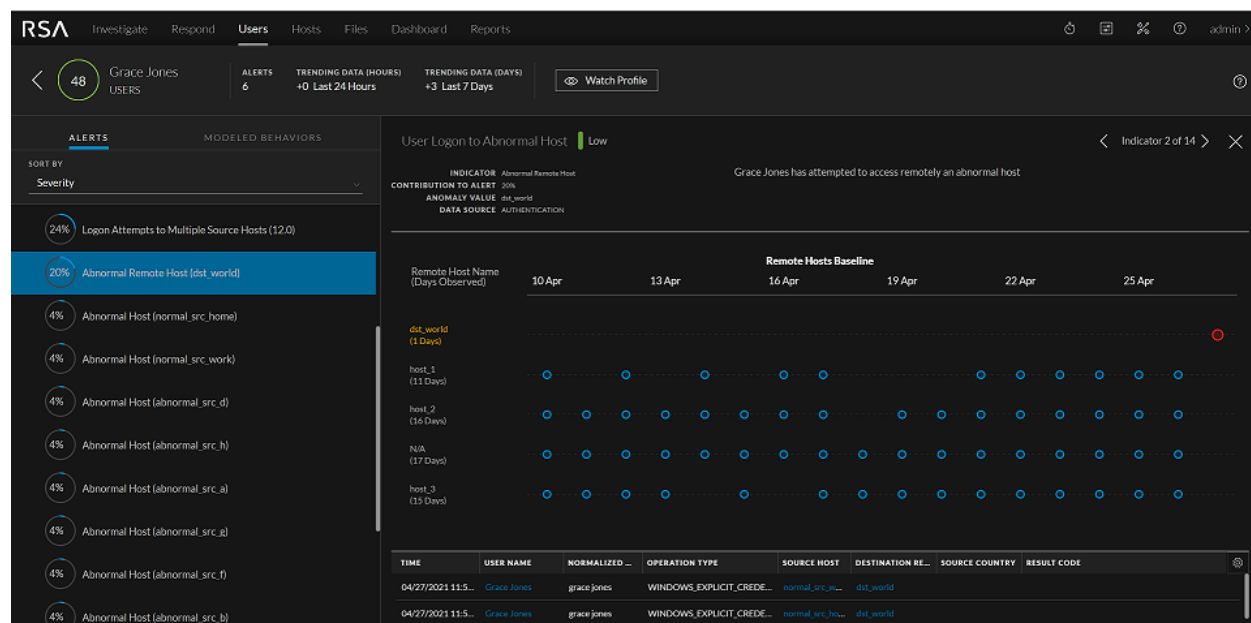 RSA Investigate Respond Users Hosts Files Dashboard Reports admin >
48 Grace Jones USERS
ALERTS 6
TRENDING DATA (HOURS) +0 Last 24 Hours
TRENDING DATA (DAYS) +3 Last 7 Days
Watch Profile
ALERTS MODELED BEHAVIORS
SORT BY
Severity
24% Logon Attempts to Multiple Source Hosts (12.0)
20% Abnormal Remote Host (dst_world)
4% Abnormal Host (normal_src_home)
4% Abnormal Host (normal_src_work)
4% Abnormal Host (abnormal_src_d)
4% Abnormal Host (abnormal_src_h)
4% Abnormal Host (abnormal_src_a)
4% Abnormal Host (abnormal_src_g)
4% Abnormal Host (abnormal_src_f)
4% Abnormal Host (abnormal_src_b)
User Logon to Abnormal Host Low
Indicator 2 of 14
INDICATOR Abnormal Remote Host
CONTRIBUTION TO ALERT 20%
ANOMALY VALUE dst_world
DATA SOURCE AUTHENTICATION
Grace Jones has attempted to access remotely an abnormal host
Remote Hosts Baseline
Remote Host Name
(Days Observed)
10 Apr 13 Apr 16 Apr 19 Apr 22 Apr 25 Apr
dst_world
(1 Days)
host_1
(11 Days)
host_2
(16 Days)
N/A
(17 Days)
host_3
(15 Days)
TIME USER NAME NORMALIZED ... OPERATION TYPE SOURCE HOST DESTINATION RE... SOURCE COUNTRY RESULT CODE
04/27/2021 11:5... Grace Jones grace jones WINDOWS_EXPLICIT_CREDE... normal_src_w... dst_world
04/27/2021 11:5... Grace Jones grace jones WINDOWS_EXPLICIT_CREDE... normal_src_ho... dst_world